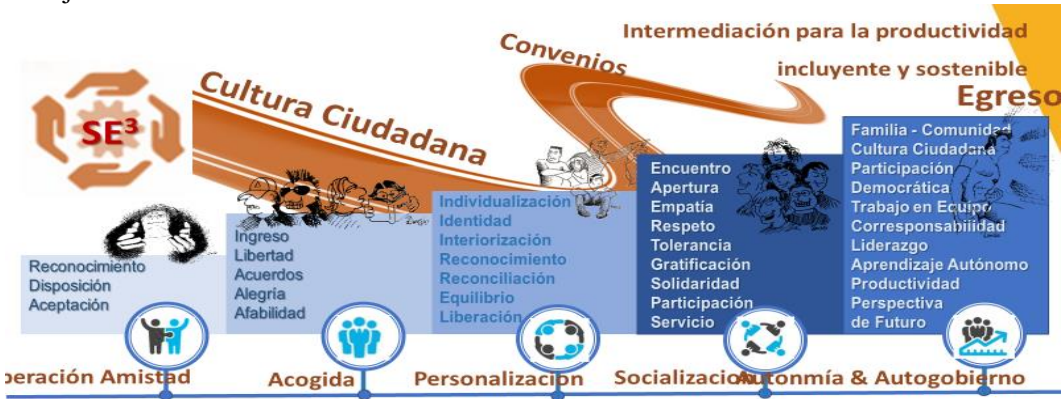 Intermediación para la productividad
incluyente y sostenible
Convenios
Cultura Ciudadana
Egreso
SE³
Reconocimiento
Disposición
Aceptación
Ingreso
Libertad
Acuerdos
Alegría
Afabilidad
Individualización
Identidad
Interiorización
Reconocimiento
Reconciliación
Equilibrio
Liberación
Encuentro
Apertura
Empatía
Respeto
Tolerancia
Gratificación
Solidaridad
Participación
Servicio
Familia - Comunidad
Cultura Ciudadana
Participación
Democrática
Trabajo en Equipo
Corresponsabilidad
Liderazgo
Aprendizaje Autónomo
Productividad
Perspectiva
de Futuro
peración Amistad
Acogida
Personalización
Socialización
Autonmía & Autogobierno